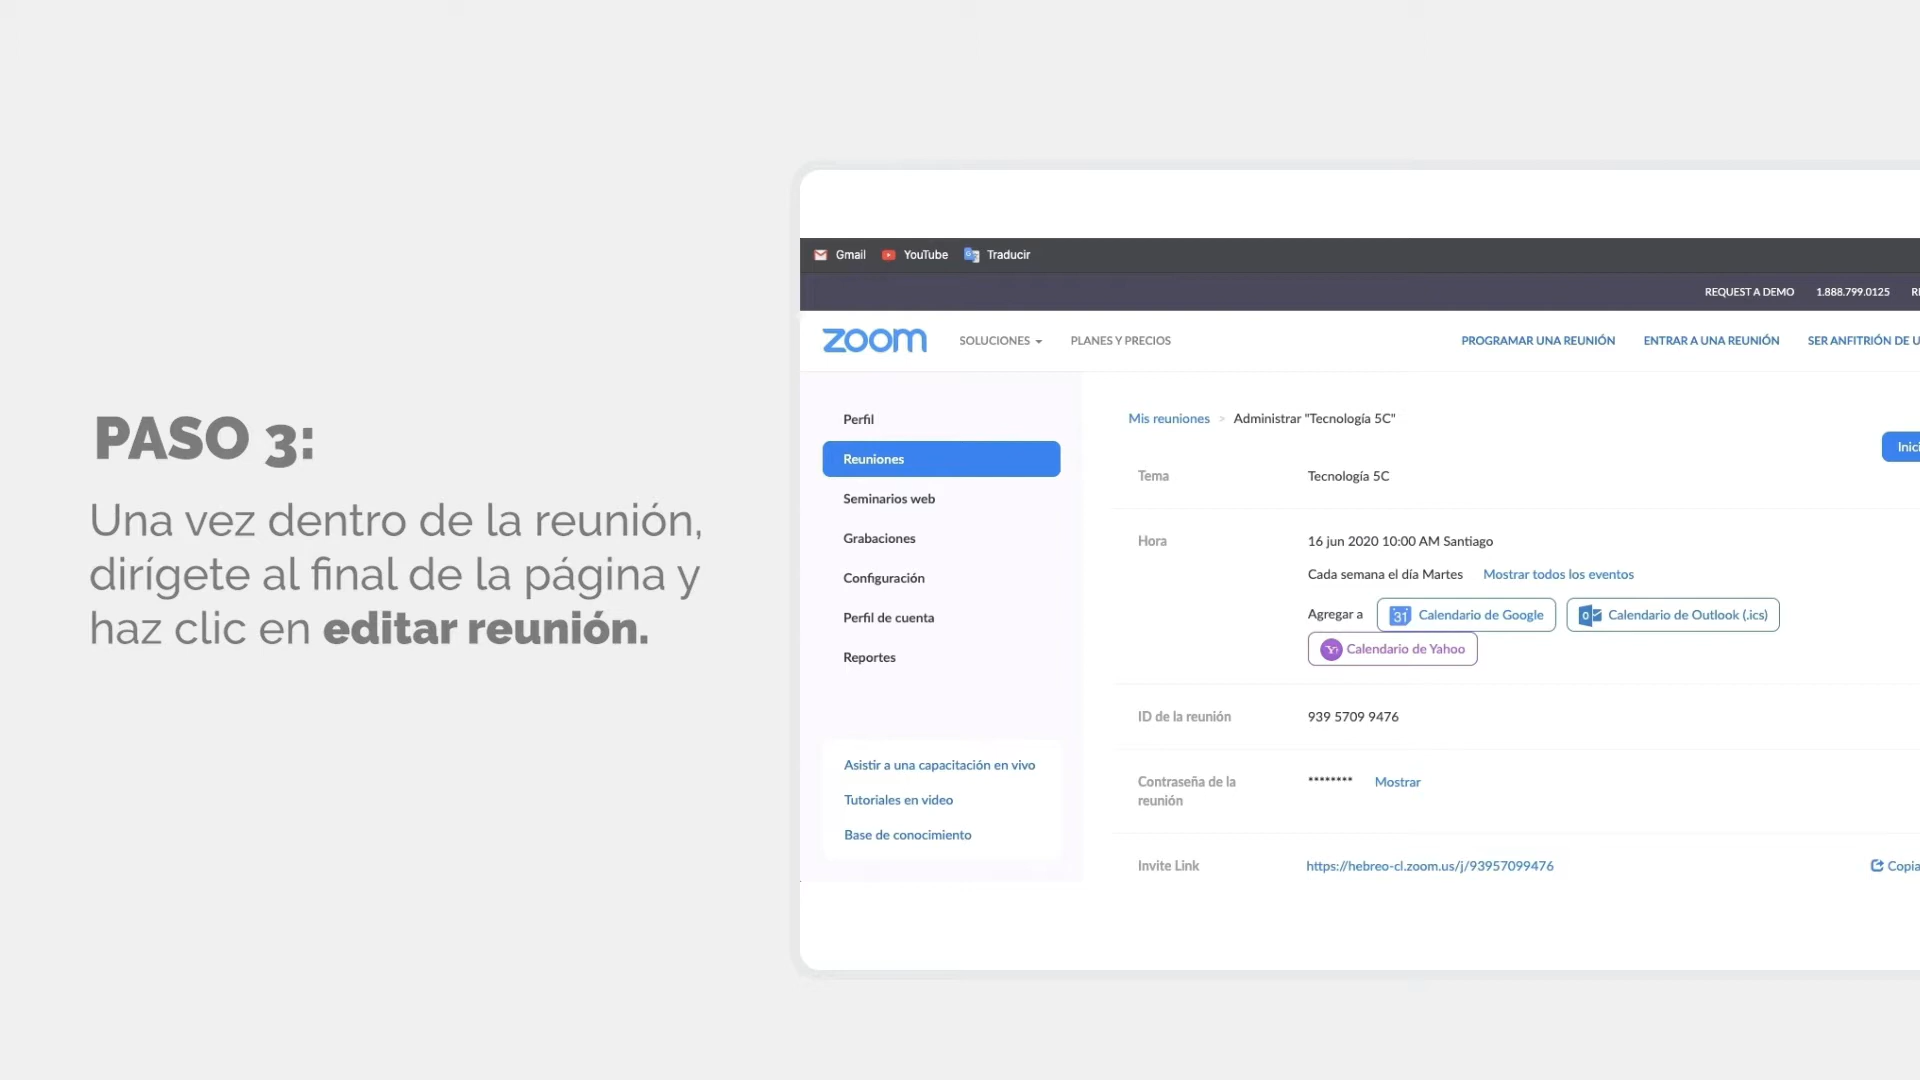 PASO 3:
Una vez dentro de la reunión,
dirígete al final de la página y
haz clic en editar reunión.
Gmail YouTube Traducir
REQUEST A DEMO 1.888.799.0125
zoom SOLUCIONES PLANES Y PRECIOS PROGRAMAR UNA REUNIÓN ENTRAR A UNA REUNIÓN SER ANFITRIÓN DE
Perfil
Reuniones
Seminarios web
Grabaciones
Configuración
Perfil de cuenta
Reportes
Asistir a una capacitación en vivo
Tutoriales en video
Base de conocimiento
Mis reuniones > Administrar "Tecnología 5C"
Inici
Tema Tecnología 5C
Hora 16 jun 2020 10:00 AM Santiago
Cada semana el día Martes Mostrar todos los eventos
Agregar a 31 Calendario de Google Calendario de Outlook (.ics)
Calendario de Yahoo
ID de la reunión 939 5709 9476
Contraseña de la
reunión ******** Mostrar
Invite Link https://hebreo-cl.zoom.us/j/93957099476 Copia